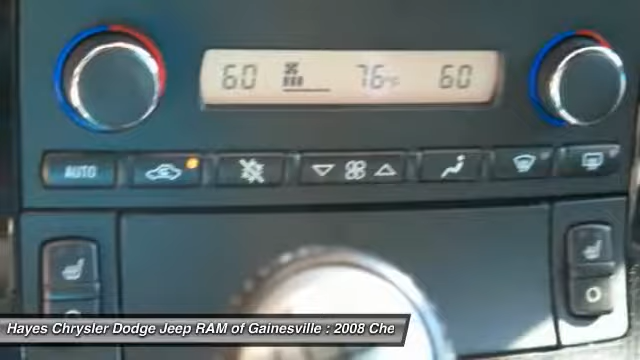 60 76°F 60
AUTO
Hayes Chrysler Dodge Jeep RAM of Gainesville : 2008 Che